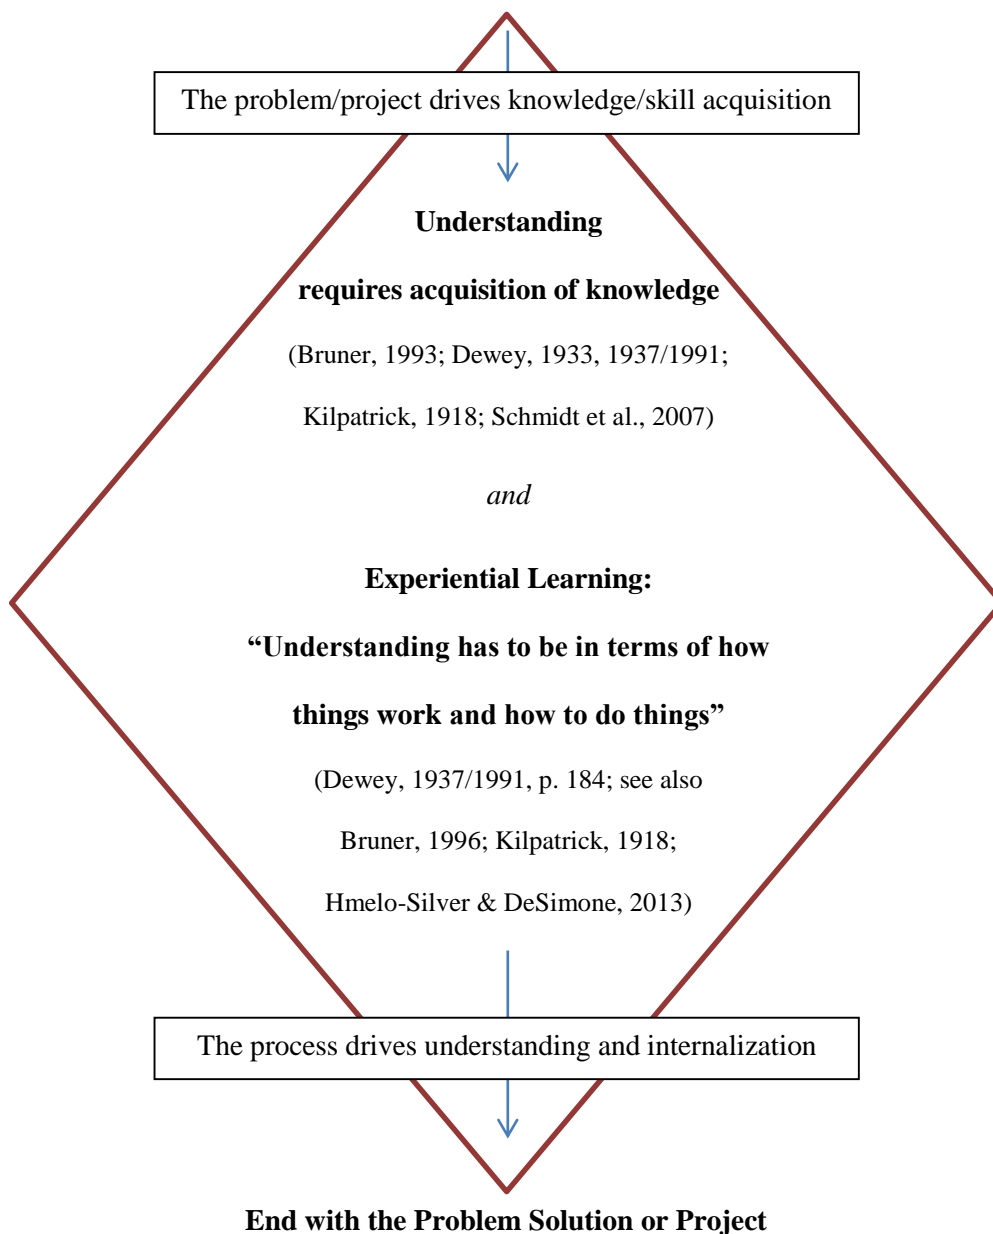 The problem/project drives knowledge/skill acquisition
Understanding
requires acquisition of knowledge
(Bruner, 1993; Dewey, 1933, 1937/1991;
Kilpatrick, 1918; Schmidt et al., 2007)
and
Experiential Learning:
“Understanding has to be in terms of how
things work and how to do things”
(Dewey, 1937/1991, p. 184; see also
Bruner, 1996; Kilpatrick, 1918;
Hmelo-Silver & DeSimone, 2013)
The process drives understanding and internalization
End with the Problem Solution or Project